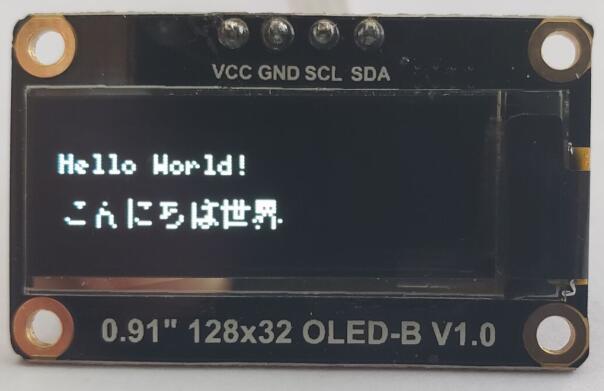 VCC GND SCL SDA
Hello World!
こんにちは世界
0.91" 128x32 OLED-B V1.0